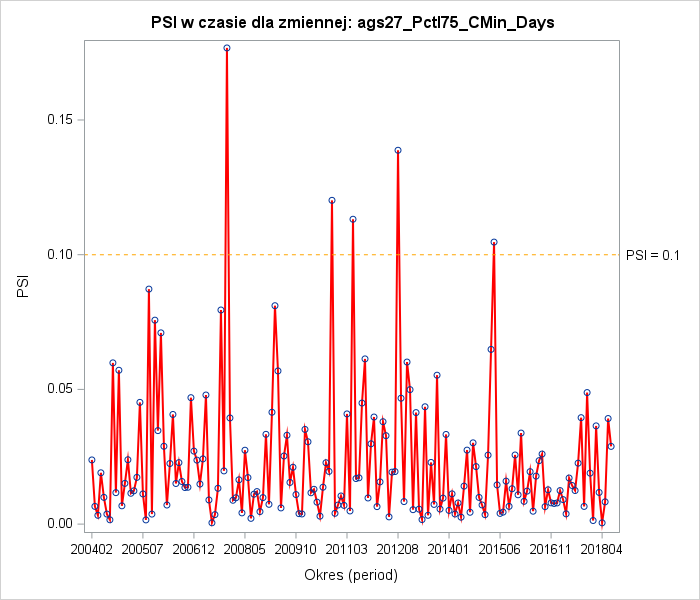 PSI w czasie dla zmiennej: ags27_Pctl75_CMin_Days
0.15
0.10
0.05
0.00
PSI
PSI = 0.1
200402 200507 200612 200805 200910 201103 201208 201401 201506 201611 201804
Okres (period)